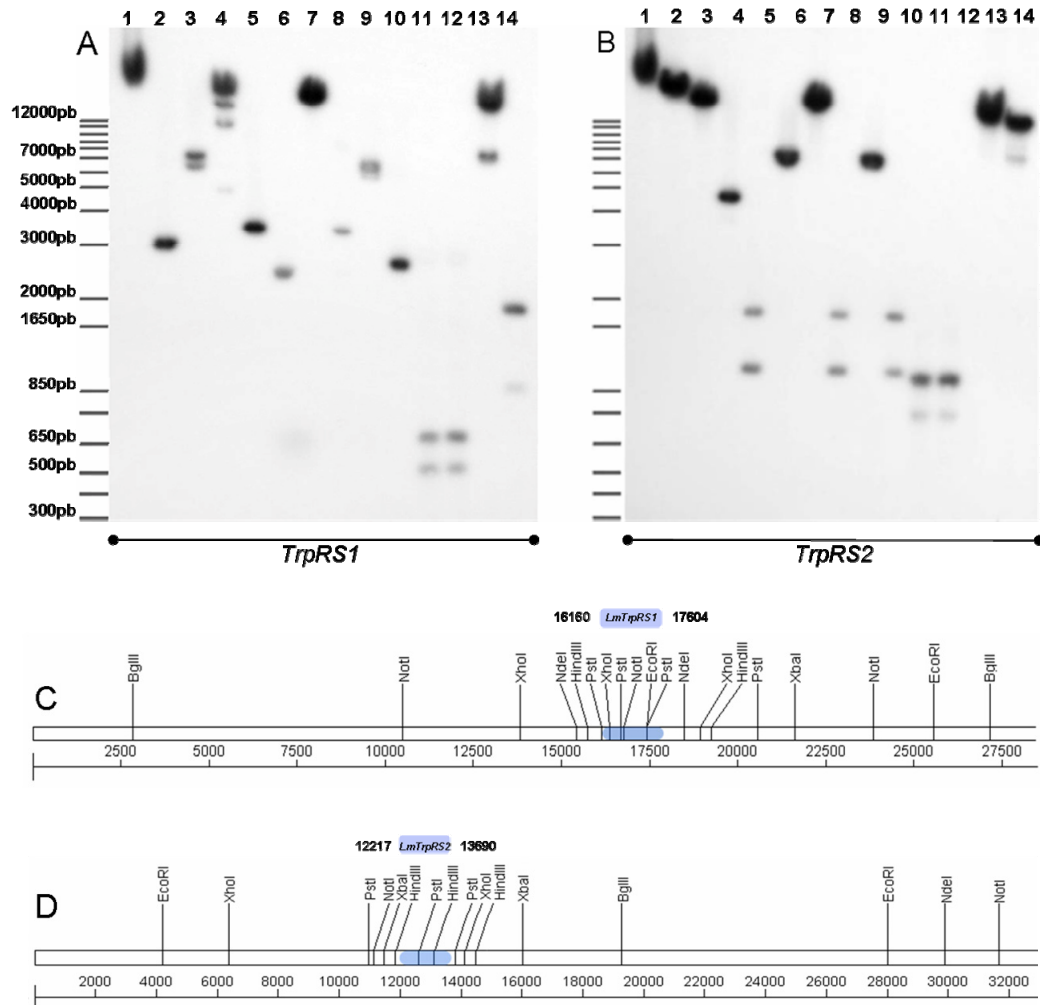 1 2 3 4 5 6 7 8 9 10 11 12 13 14
A
12000pb
7000pb
5000pb
4000pb
3000pb
2000pb
1650pb
850pb
650pb
500pb
300pb
TrpRS1
1 2 3 4 5 6 7 8 9 10 11 12 13 14
B
TrpRS2
16160 LmTrpRS1 17604
C
BglII NotI XhoI NdeI HindIII PstI XhoI PstI NotI EcoRI PstI NdeI XhoI HindIII PstI XbaI NotI EcoRI BglII
2500 5000 7500 10000 12500 15000 17500 20000 22500 25000 27500
12217 LmTrpRS2 13690
D
EcoRI XhoI PstI NotI XbaI HindIII PstI HindIII PstI XhoI HindIII XbaI BglII EcoRI NdeI NotI
2000 4000 6000 8000 10000 12000 14000 16000 18000 20000 22000 24000 26000 28000 30000 32000